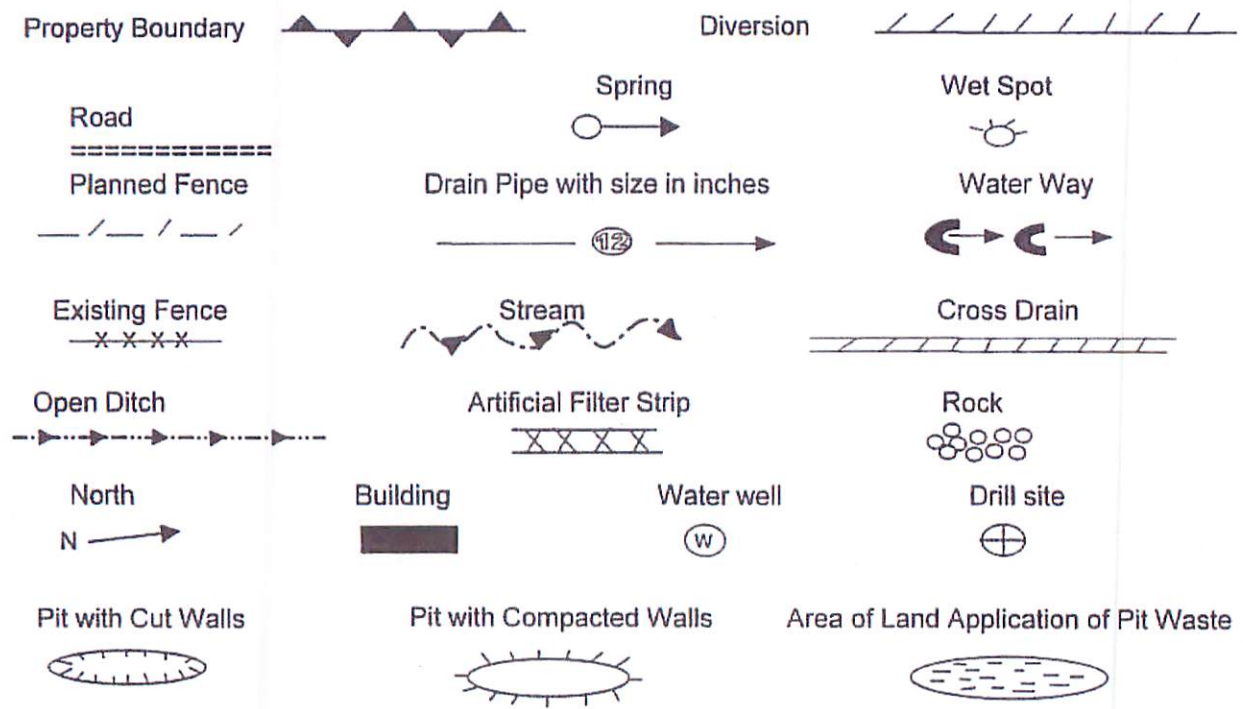 Property Boundary
Diversion
Spring
Wet Spot
Road
Planned Fence
Drain Pipe with size in inches
Water Way
12
Existing Fence
Stream
Cross Drain
X-X-X-X
Open Ditch
Artificial Filter Strip
Rock
North
Building
Water well
Drill site
N
W
Pit with Cut Walls
Pit with Compacted Walls
Area of Land Application of Pit Waste